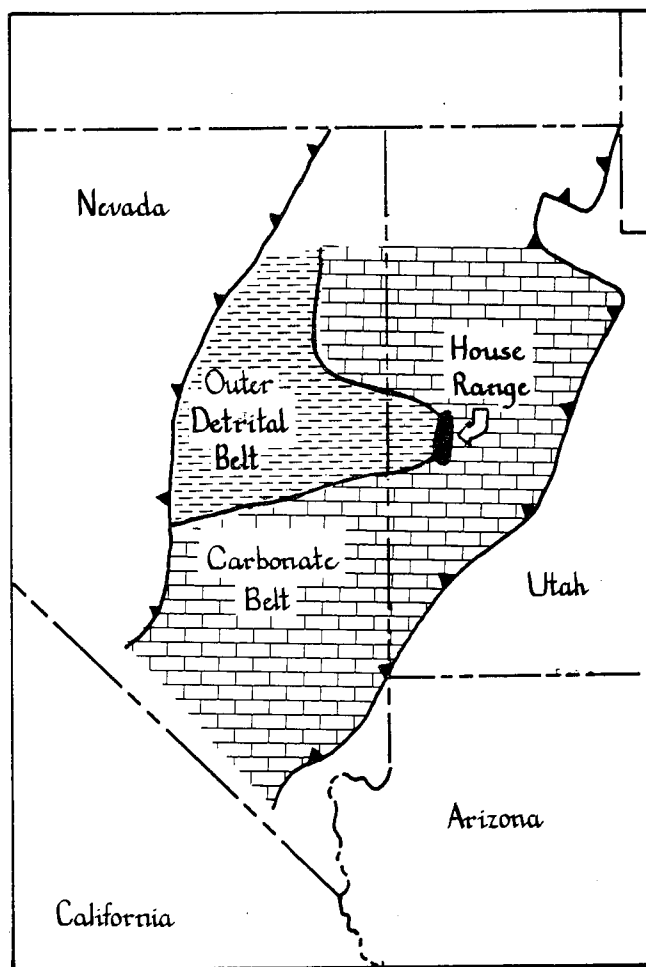 Nevada
House
Range
Outer
Detrital
Belt
Carbonate
Belt
Utah
Arizona
California